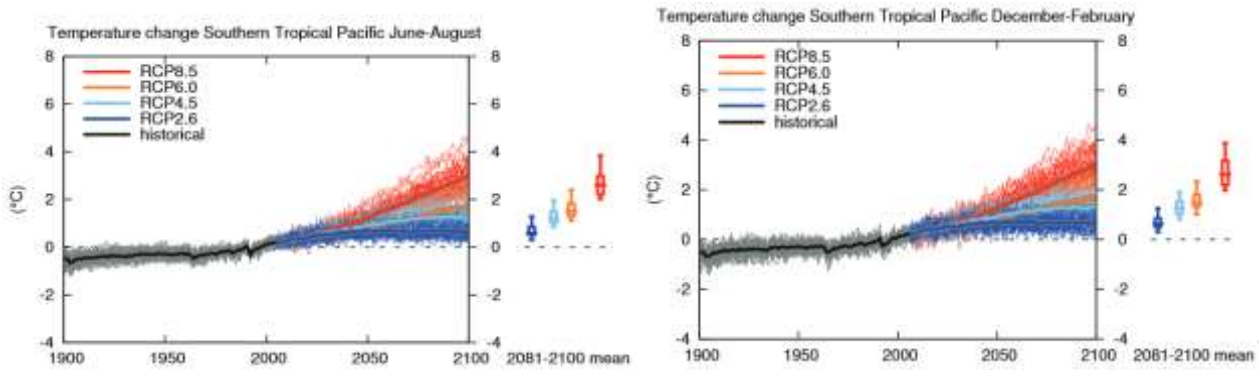 Temperature change Southern Tropical Pacific June-August
8
6
4
2
0
-2
-4
(°C)
RCP8.5
RCP6.0
RCP4.5
RCP2.6
historical
8
6
4
2
0
-2
-4
1900
1950
2000
2050
2100
2081-2100 mean
Temperature change Southern Tropical Pacific December-February
8
6
4
2
0
-2
-4
(°C)
RCP8.5
RCP6.0
RCP4.5
RCP2.6
historical
8
6
4
2
0
-2
-4
1900
1950
2000
2050
2100
2081-2100 mean